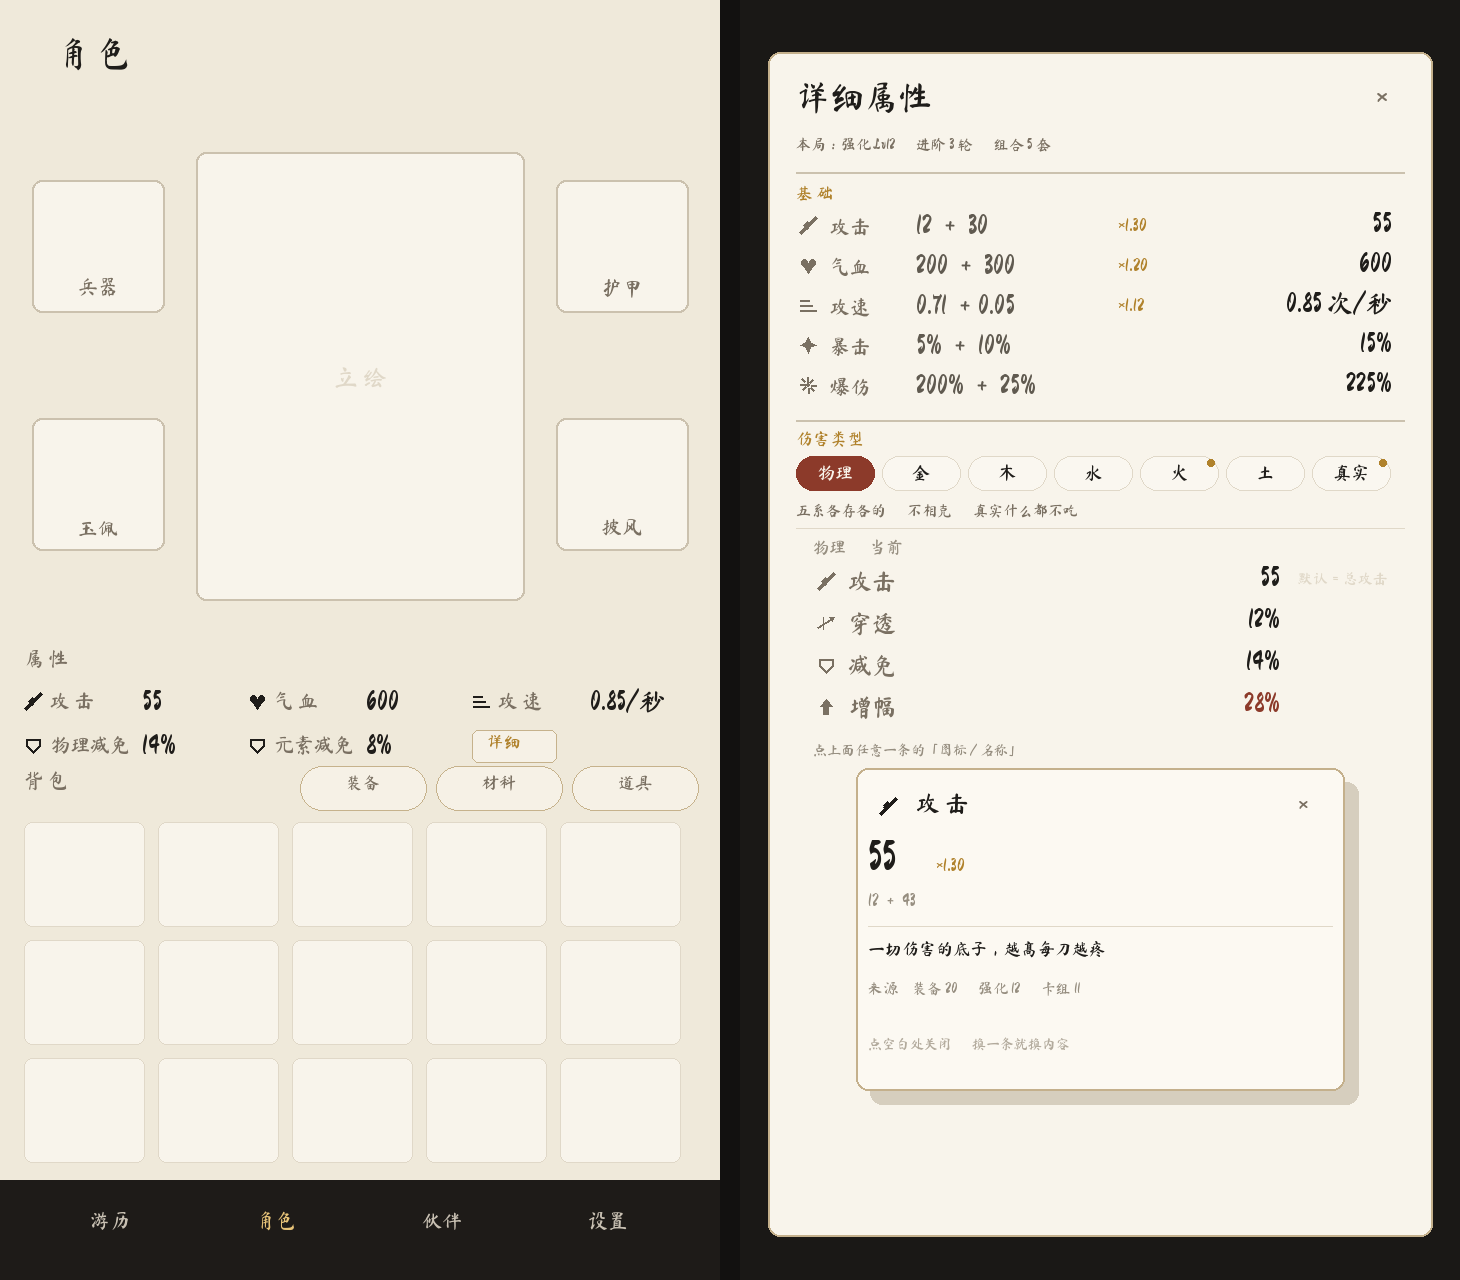 角色
兵器
护甲
立绘
玉佩
披风
属性
攻击 55 气血 600 攻速 0.85/秒
物理减免 14% 元素减免 8% 详细
背包 装备 材料 道具
游历 角色 伙伴 设置
详细属性 ×
本局：强化Lv12 进阶3轮 组合5套
基础
攻击 12 + 30 ×1.30 55
气血 200 + 300 ×1.20 600
攻速 0.71 + 0.05 ×1.12 0.85 次/秒
暴击 5% + 10% 15%
爆伤 200% + 25% 225%
伤害类型
物理 金 木 水 火 土 真实
五系各存各的 不相克 真实什么都不吃
物理 当前
攻击 55 默认 = 总攻击
穿透 12%
减免 14%
增幅 28%
点上面任意一条的「图标/名称」
攻击 ×
55 ×1.30
12 + 43
一切伤害的底子，越高每刀越疼
来源 装备20 强化12 卡组11
点空白处关闭 换一条就换内容